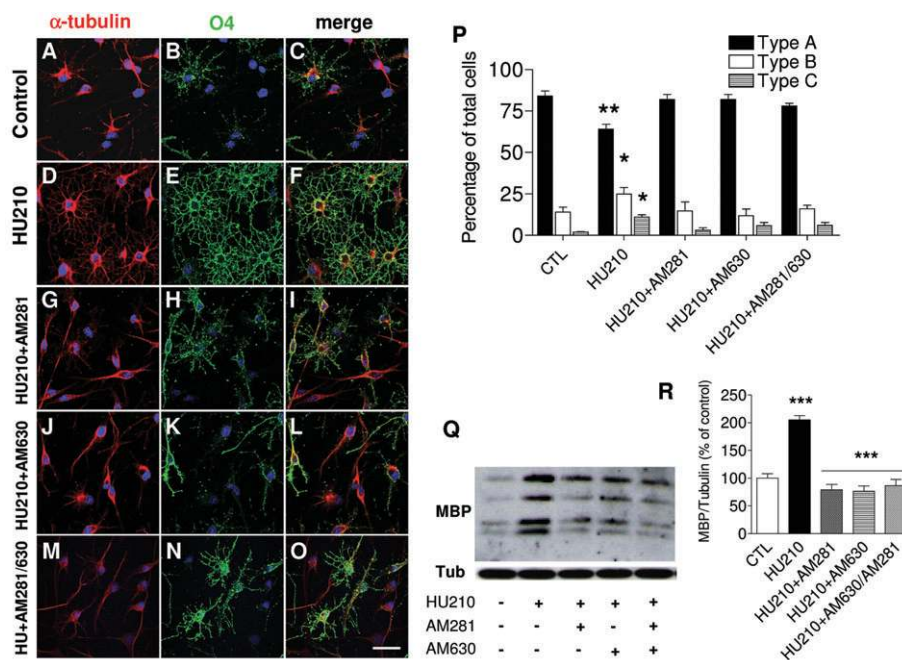 α-tubulin O4 merge
Control
A B C
HU210
D E F
HU210+AM281
G H I
HU210+AM630
J K L
HU+AM281/630
M N O
P
Type A
Type B
Type C
Percentage of total cells
100
75
50
25
0
** * *
CTL HU210 HU210+AM281 HU210+AM630 HU210+AM281/630
Q
MBP
Tub
HU210 - + + + +
AM281 - - + - +
AM630 - - - + +
R
MBP/Tubulin (% of control)
250
200
150
100
50
0
***
***
CTL HU210 HU210+AM281 HU210+AM630 HU210+AM630/AM281